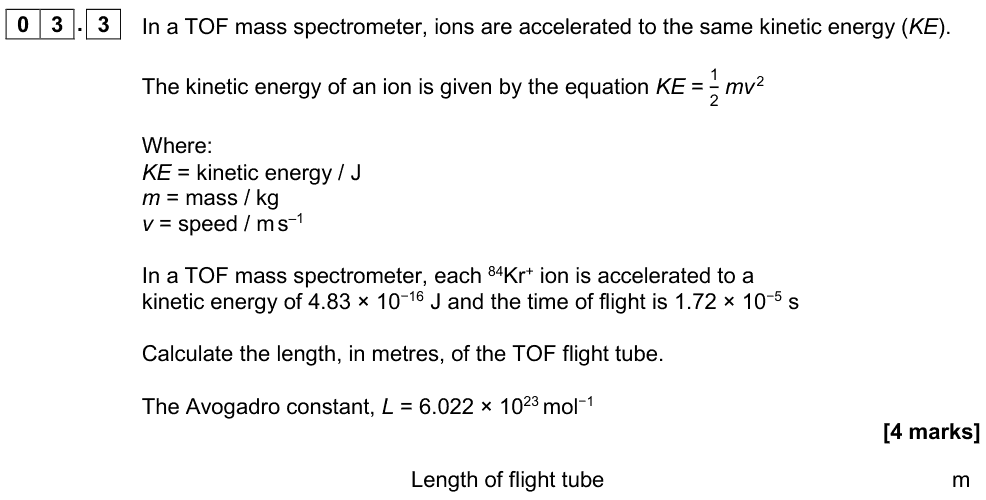 0 3 . 3 In a TOF mass spectrometer, ions are accelerated to the same kinetic energy (KE).
The kinetic energy of an ion is given by the equation KE = 1/2 mv²
Where:
KE = kinetic energy / J
m = mass / kg
v = speed / m s⁻¹
In a TOF mass spectrometer, each ⁸⁴Kr⁺ ion is accelerated to a
kinetic energy of 4.83 × 10⁻¹⁶ J and the time of flight is 1.72 × 10⁻⁵ s
Calculate the length, in metres, of the TOF flight tube.
The Avogadro constant, L = 6.022 × 10²³ mol⁻¹
[4 marks]
Length of flight tube m